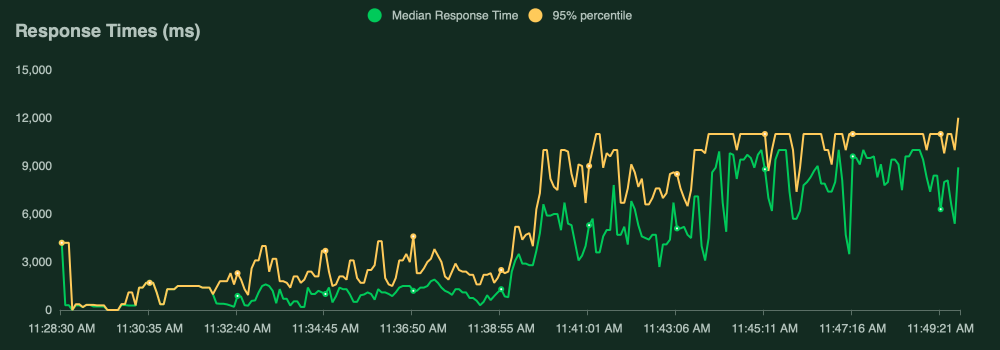 Median Response Time 95% percentile
Response Times (ms)
15,000
12,000
9,000
6,000
3,000
0
11:28:30 AM 11:30:35 AM 11:32:40 AM 11:34:45 AM 11:36:50 AM 11:38:55 AM 11:41:01 AM 11:43:06 AM 11:45:11 AM 11:47:16 AM 11:49:21 AM